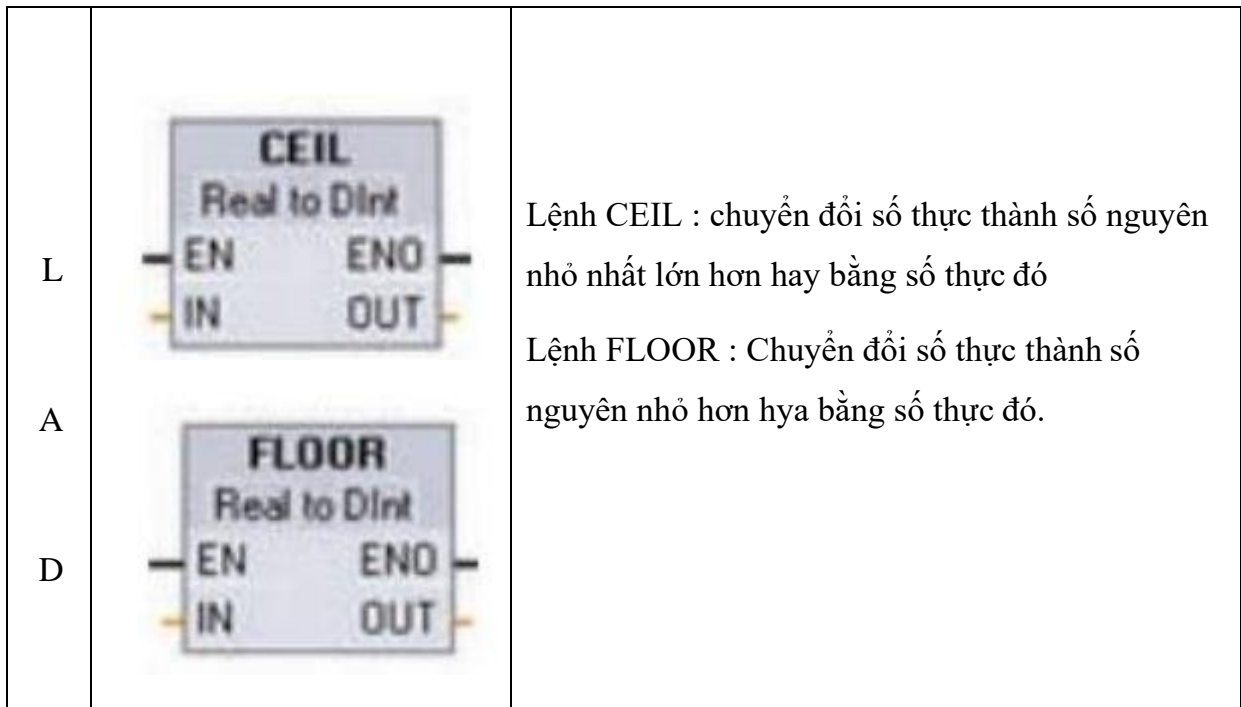 L
A
D
CEIL
Real to DInt
EN ENO
IN OUT
FLOOR
Real to DInt
EN ENO
IN OUT
Lệnh CEIL : chuyển đổi số thực thành số nguyên
nhỏ nhất lớn hơn hay bằng số thực đó
Lệnh FLOOR : Chuyển đổi số thực thành số
nguyên nhỏ hơn hya bằng số thực đó.